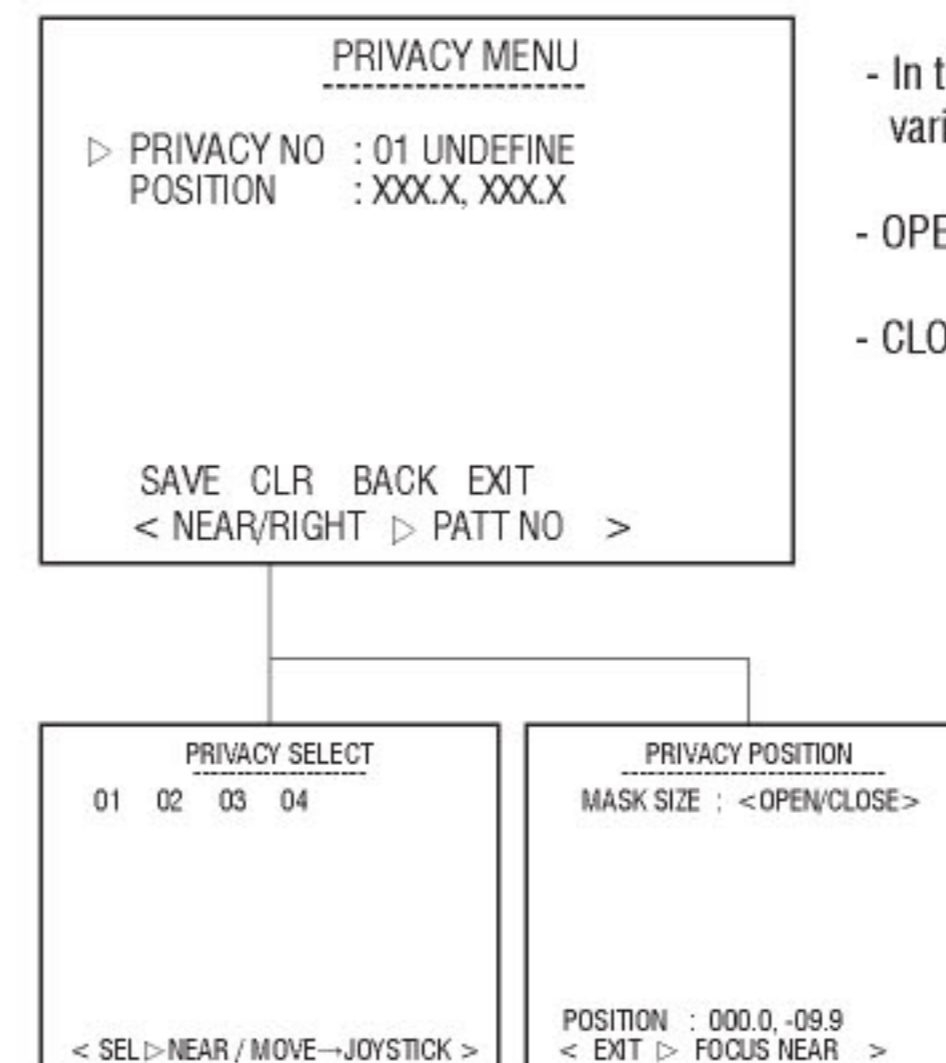 PRIVACY MENU
▷ PRIVACY NO : 01 UNDEFINE
POSITION : XXX.X, XXX.X
SAVE CLR BACK EXIT
< NEAR/RIGHT ▷ PATT NO >
- In
-
-
PRIVACY SELECT
01 02 03 04
< SEL▷NEAR / MOVE→JOYSTICK >
PRIVACY POSITION
MASK SIZE : <OPEN/CLOSE>
POSITION : 000.0, -09.9
< EXIT ▷ FOCUS NEAR >